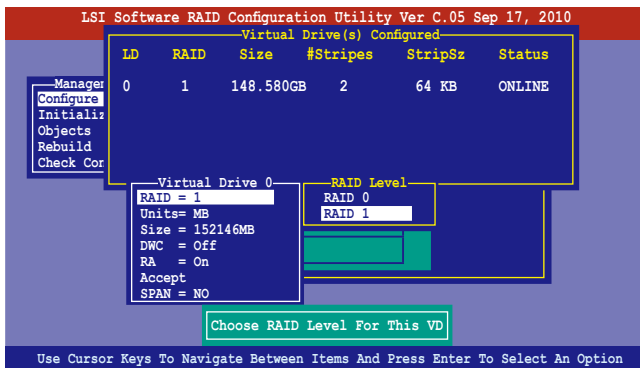 LSI Software RAID Configuration Utility Ver C.05 Sep 17, 2010
Virtual Drive(s) Configured
LD RAID Size #Stripes StripSz Status
0 1 148.580GB 2 64 KB ONLINE
Configure
Initializ
Objects
Rebuild
Check Con
Virtual Drive 0
RAID = 1
Units= MB
Size = 152146MB
DWC = Off
RA = On
Accept
SPAN = NO
RAID Level
RAID 0
RAID 1
Choose RAID Level For This VD
Use Cursor Keys To Navigate Between Items And Press Enter To Select An Option